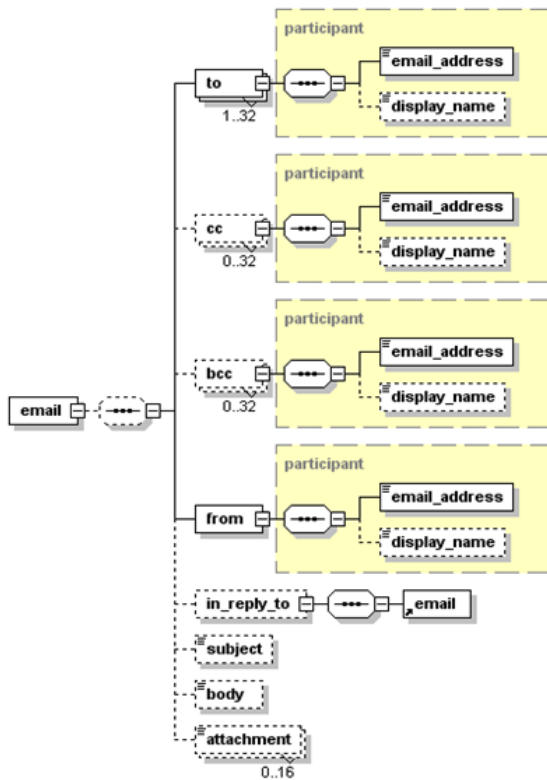 participant
email_address
to
display_name
1..32
participant
email_address
cc
display_name
0..32
participant
email_address
bcc
display_name
0..32
email
participant
email_address
from
display_name
in_reply_to
email
subject
body
attachment
0..16